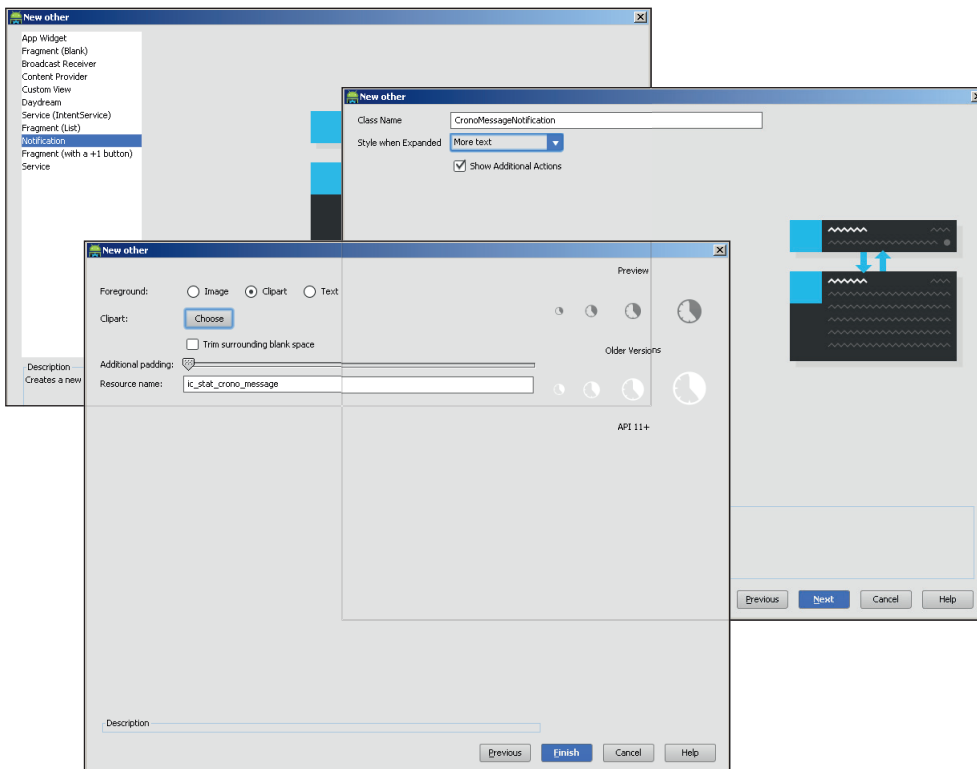 New other
App Widget
Fragment (Blank)
Broadcast Receiver
Content Provider
Custom View
Daydream
Service (IntentService)
Fragment (List)
Notification
Fragment (with a +1 button)
Service
Description
Creates a new
New other
Class Name
CronoMessageNotification
Style when Expanded
More text
Show Additional Actions
Previous
Next
Cancel
Help
New other
Foreground:
Image
Clipart
Text
Clipart:
Choose
Trim surrounding blank space
Additional padding:
Resource name:
ic_stat_crono_message
Preview
Older Versions
API 11+
Description
Previous
Finish
Cancel
Help